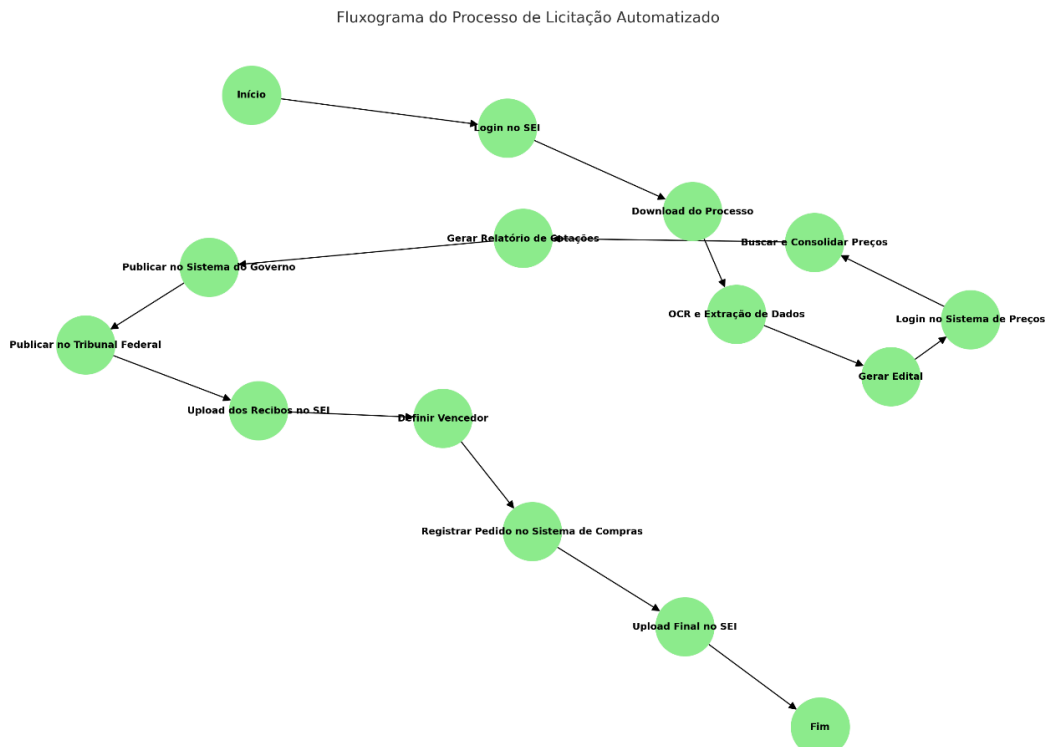 Fluxograma do Processo de Licitação Automatizado
Início
Login no SEI
Download do Processo
Gerar Relatório de Cotações
Buscar e Consolidar Preços
Publicar no Sistema do Governo
OCR e Extração de Dados
Login no Sistema de Preços
Publicar no Tribunal Federal
Gerar Edital
Upload dos Recibos no SEI
Definir Vencedor
Registrar Pedido no Sistema de Compras
Upload Final no SEI
Fim